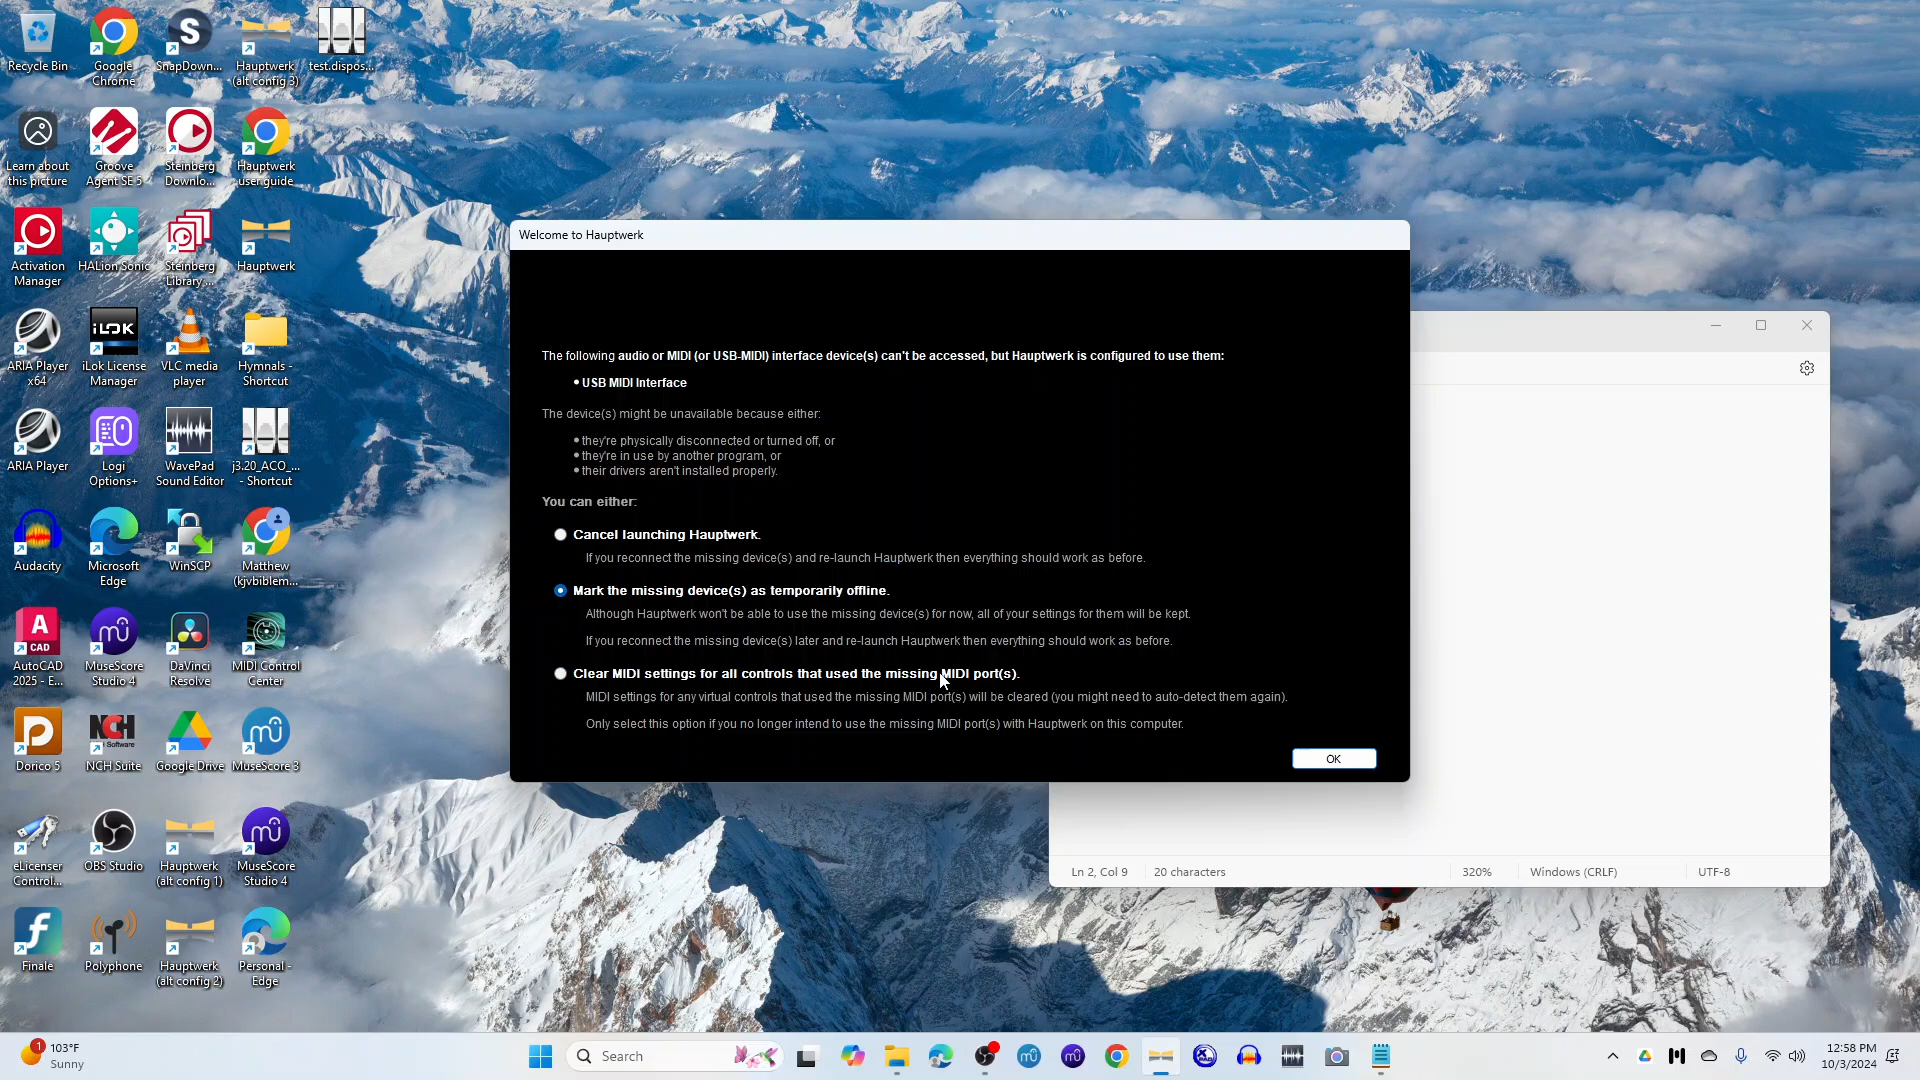 Recycle Bin
Google
Chrome
SnapDown...
Hauptwerk
(alt config 3)
test.dispos...
Learn about
this picture
Groove
Agent SE 5
Steinberg
Downlo...
Hauptwerk
user guide
Activation
Manager
HALion Sonic
Steinberg
Library ...
Hauptwerk
ARIA Player
x64
iLOK
iLok License
Manager
VLC media
player
Hymnals -
Shortcut
ARIA Player
Logi
Options+
WavePad
Sound Editor
j3.20_ACO_...
- Shortcut
Audacity
Microsoft
Edge
WinSCP
Matthew
(kjvbiblem...
A
CAD
AutoCAD
2025 - E...
MuseScore
Studio 4
DaVinci
Resolve
MIDI Control
Center
Dorico 5
NCH Software
NCH Suite
Google Drive
MuseScore 3
eLicenser
Control...
OBS Studio
Hauptwerk
(alt config 1)
MuseScore
Studio 4
Finale
Polyphone
Hauptwerk
(alt config 2)
Personal -
Edge
Welcome to Hauptwerk
The following audio or MIDI (or USB-MIDI) interface device(s) can't be accessed, but Hauptwerk is configured to use them:
• USB MIDI Interface
The device(s) might be unavailable because either:
• they're physically disconnected or turned off, or
• they're in use by another program, or
• their drivers aren't installed properly.
You can either:
Cancel launching Hauptwerk.
If you reconnect the missing device(s) and re-launch Hauptwerk then everything should work as before.
Mark the missing device(s) as temporarily offline.
Although Hauptwerk won't be able to use the missing device(s) for now, all of your settings for them will be kept.
If you reconnect the missing device(s) later and re-launch Hauptwerk then everything should work as before.
Clear MIDI settings for all controls that used the missing MIDI port(s).
MIDI settings for any virtual controls that used the missing MIDI port(s) will be cleared (you might need to auto-detect them again).
Only select this option if you no longer intend to use the missing MIDI port(s) with Hauptwerk on this computer.
OK
Ln 2, Col 9
20 characters
320%
Windows (CRLF)
UTF-8
1
103°F
Sunny
Search
12:58 PM
10/3/2024